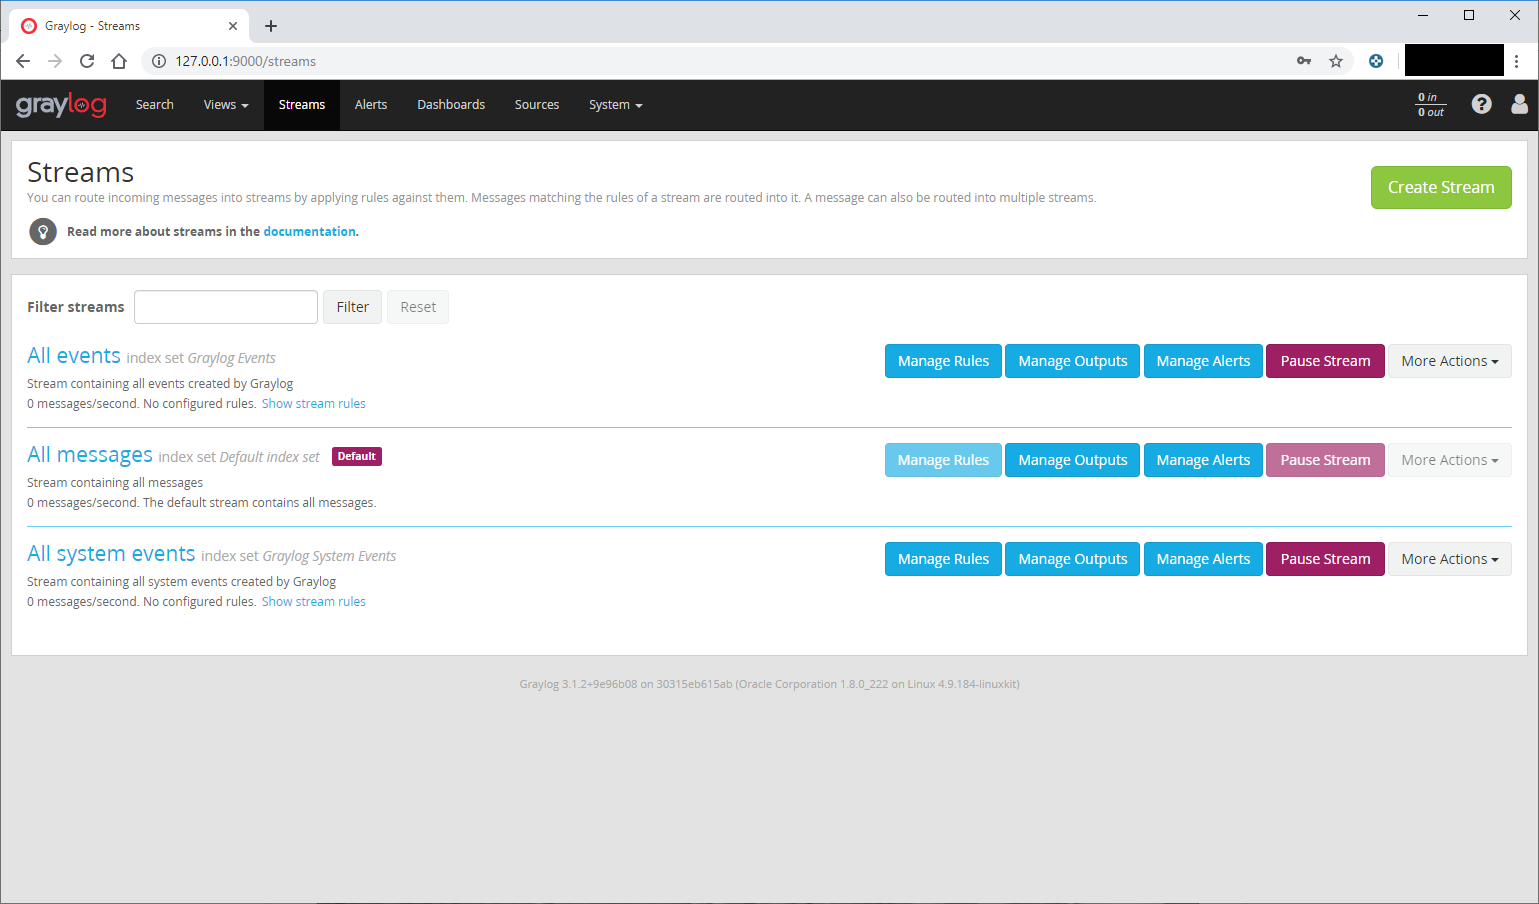 Graylog - Streams
127.0.0.1:9000/streams
graylog Search Views Streams Alerts Dashboards Sources System 0 in
0 out
Streams
You can route incoming messages into streams by applying rules against them. Messages matching the rules of a stream are routed into it. A message can also be routed into multiple streams.
Create Stream
Read more about streams in the documentation.
Filter streams Filter Reset
All events index set Graylog Events Manage Rules Manage Outputs Manage Alerts Pause Stream More Actions
Stream containing all events created by Graylog
0 messages/second. No configured rules. Show stream rules
All messages index set Default index set Default Manage Rules Manage Outputs Manage Alerts Pause Stream More Actions
Stream containing all messages
0 messages/second. The default stream contains all messages.
All system events index set Graylog System Events Manage Rules Manage Outputs Manage Alerts Pause Stream More Actions
Stream containing all system events created by Graylog
0 messages/second. No configured rules. Show stream rules
Graylog 3.1.2+9e96b08 on 30315eb615ab (Oracle Corporation 1.8.0_222 on Linux 4.9.184-linuxkit)